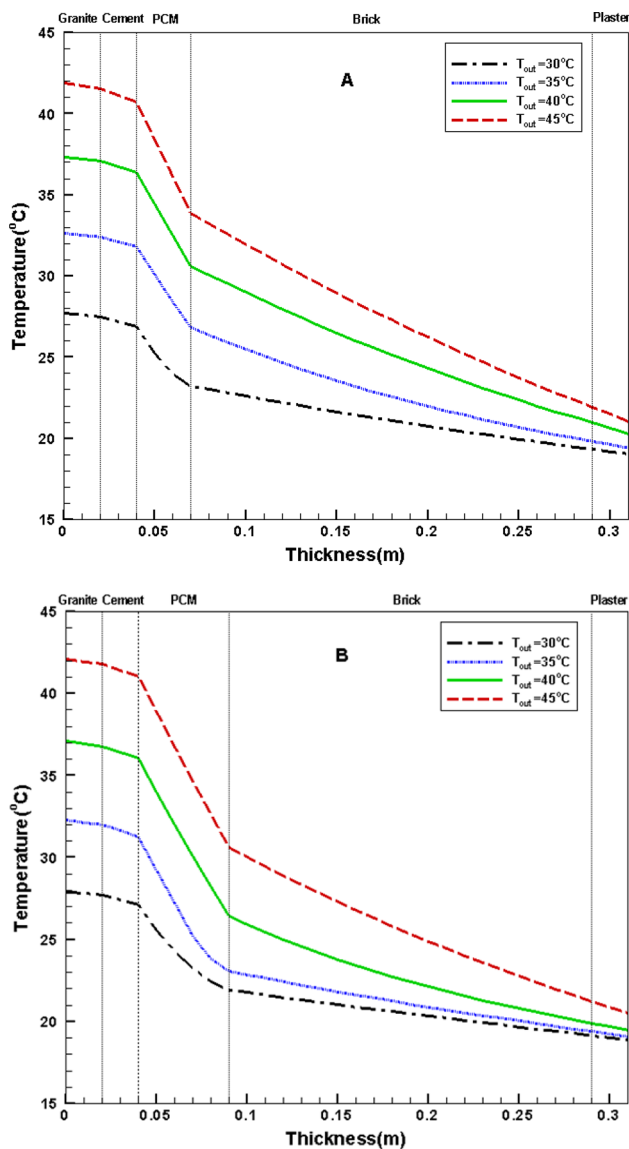 Granite Cement PCM Brick Plaster
A
T_out=30°C
T_out=35°C
T_out=40°C
T_out=45°C
Temperature(°C)
45
40
35
30
25
20
15
0 0.05 0.1 0.15 0.2 0.25 0.3
Thickness(m)
Granite Cement PCM Brick Plaster
B
T_out=30°C
T_out=35°C
T_out=40°C
T_out=45°C
Temperature(°C)
45
40
35
30
25
20
15
0 0.05 0.1 0.15 0.2 0.25 0.3
Thickness(m)